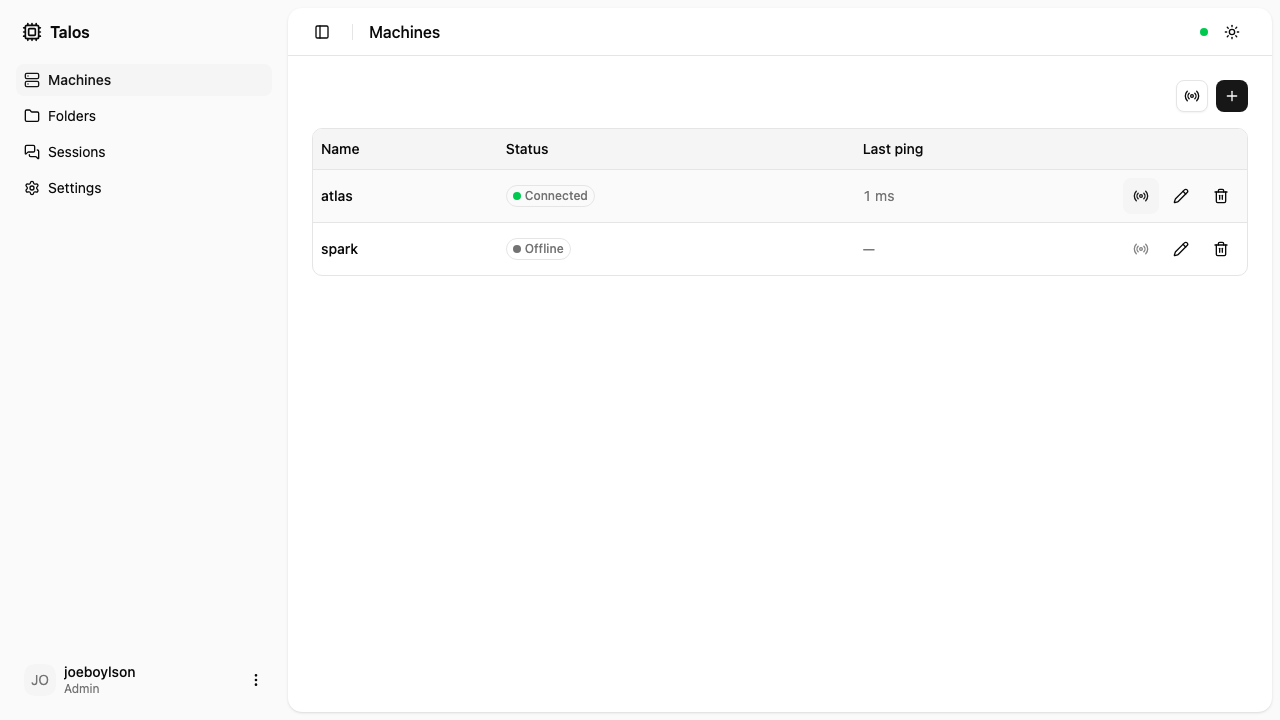 Talos
Machines
Machines
Folders
Sessions
Settings
Name Status Last ping
atlas Connected 1 ms
spark Offline —
JO joeboylson
Admin